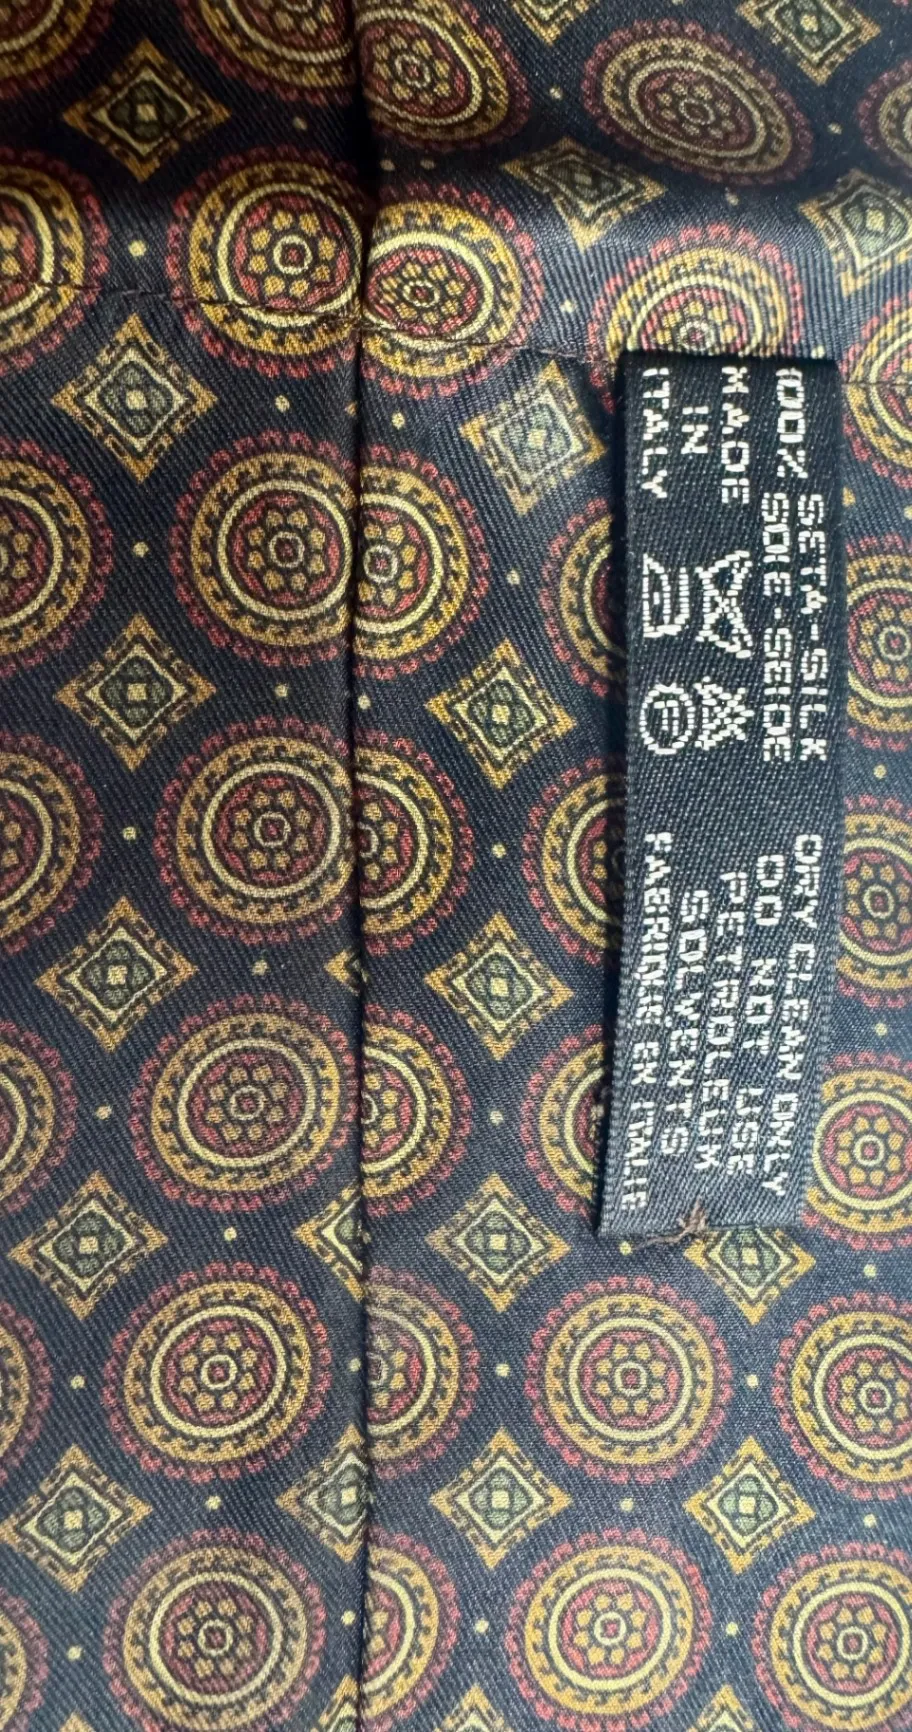 100% SETA-SILK
SOIE-SEIDE
MADE
IN
ITALY
P
DRY CLEAN ONLY
DO NOT USE
PETROLEUM
SOLVENTS
FABRIQUE EN ITALIE